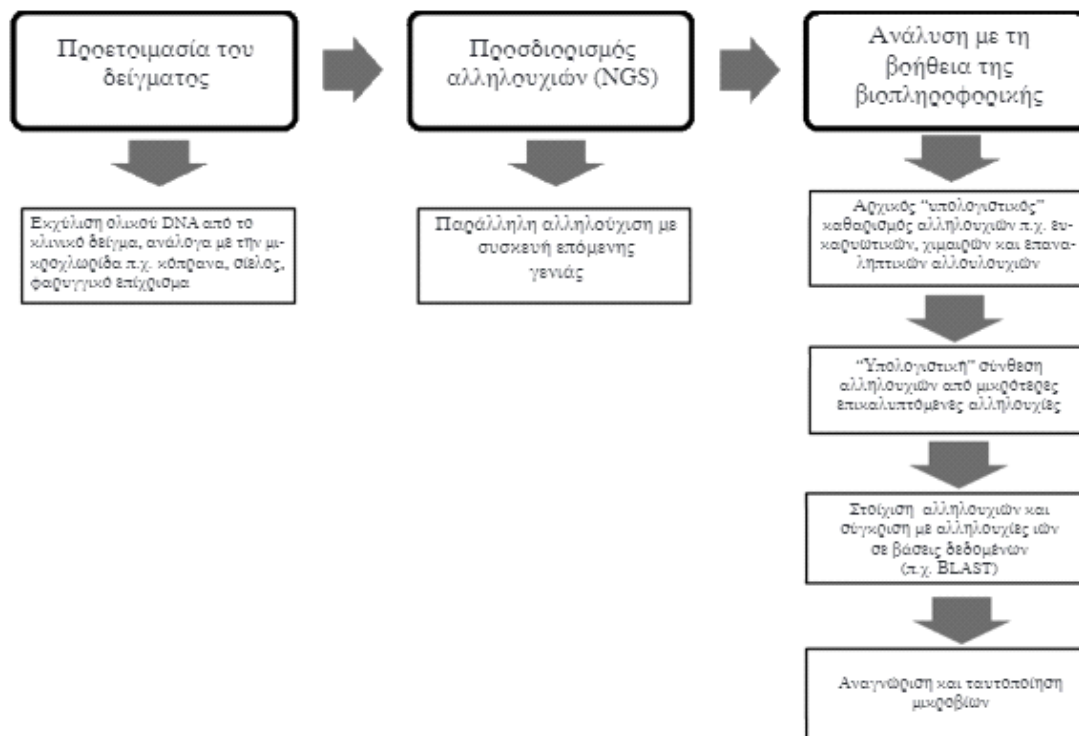 Προετοιμασία του
δείγματος
Προσδιορισμός
αλληλουχιών (NGS)
Ανάλυση με τη
βοήθεια της
βιοπληροφορικής
Εκχύλιση ολικού DNA από το
κλινικό δείγμα, ανάλογα με την μι-
κροχλωρίδα π.χ. κόπρανα, σίελος,
φαρυγγικό επίχρισμα
Παράλληλη αλληλούχιση με
συσκευή επόμενης
γενιάς
Αρχικός “υπολογιστικός”
καθαρισμός αλληλουχιών π.χ. ευ-
καρυωτικών, χιμαιρών και επανα-
ληπτικών αλλουλουχιών
“Υπολογιστική” σύνθεση
αλληλουχιών από μικρότερες
επικαλυπτόμενες αλληλουχίες
Στοίχιση αλληλουχιών και
σύγκριση με αλληλουχίες ιών
σε βάσεις δεδομένων
(π.χ. BLAST)
Αναγνώριση και ταυτοποίηση
μικροβίων